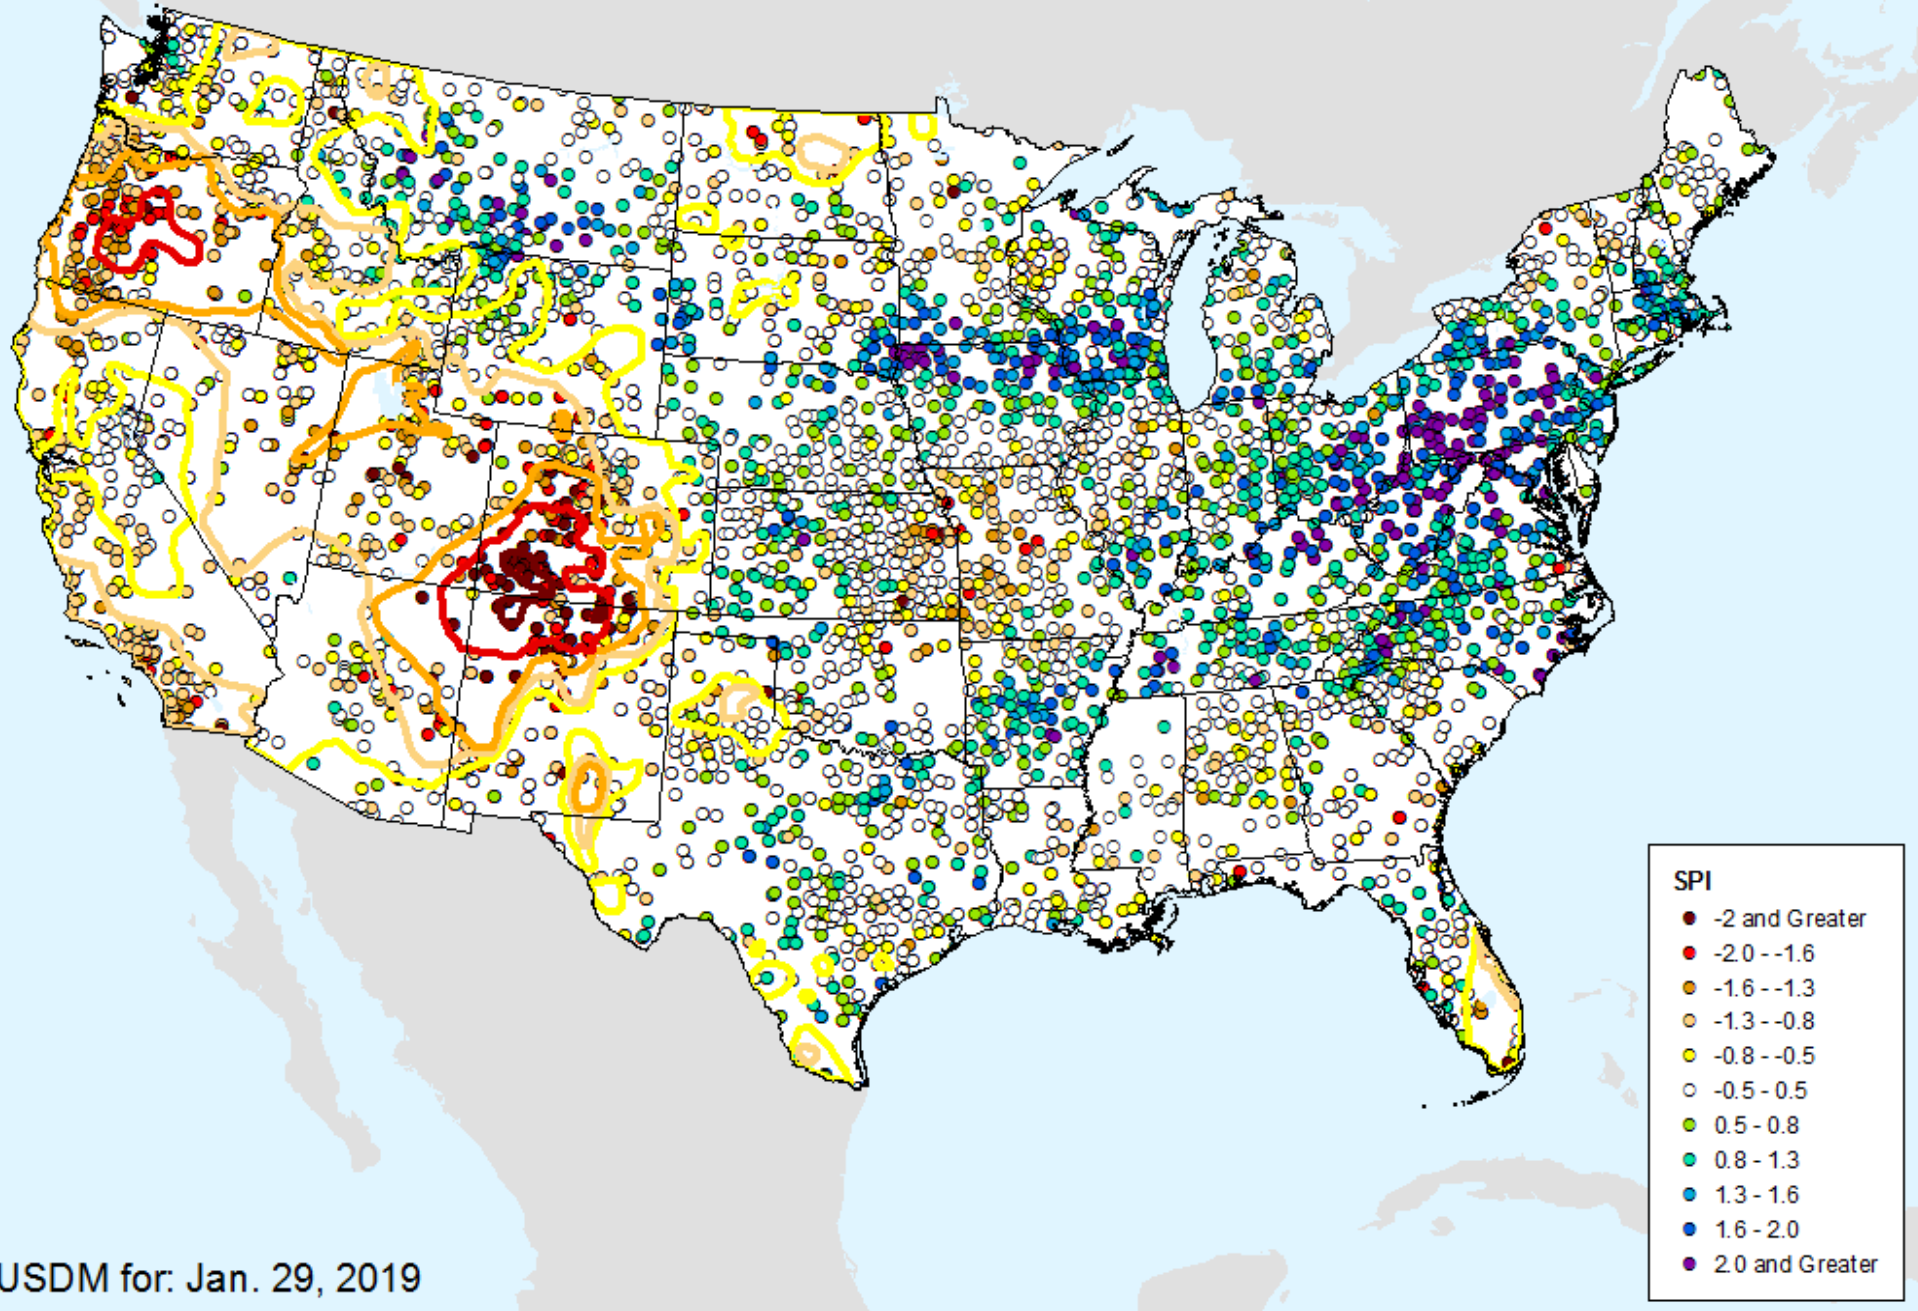 SPI
-2 and Greater
-2.0 - -1.6
-1.6 - -1.3
-1.3 - -0.8
-0.8 - -0.5
-0.5 - 0.5
0.5 - 0.8
0.8 - 1.3
1.3 - 1.6
1.6 - 2.0
2.0 and Greater
USDM for: Jan. 29, 2019